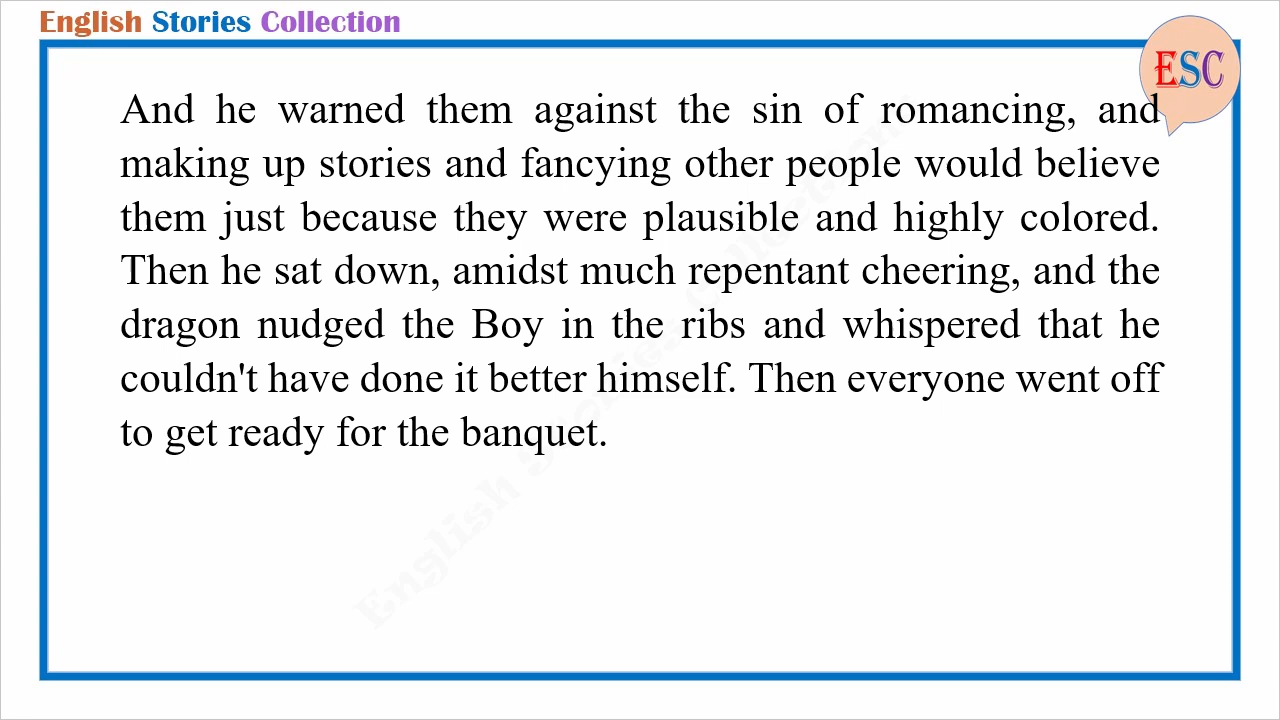 English Stories Collection
ESC
And he warned them against the sin of romancing, and
making up stories and fancying other people would believe
them just because they were plausible and highly colored.
Then he sat down, amidst much repentant cheering, and the
dragon nudged the Boy in the ribs and whispered that he
couldn't have done it better himself. Then everyone went off
to get ready for the banquet.
English Stories Collection